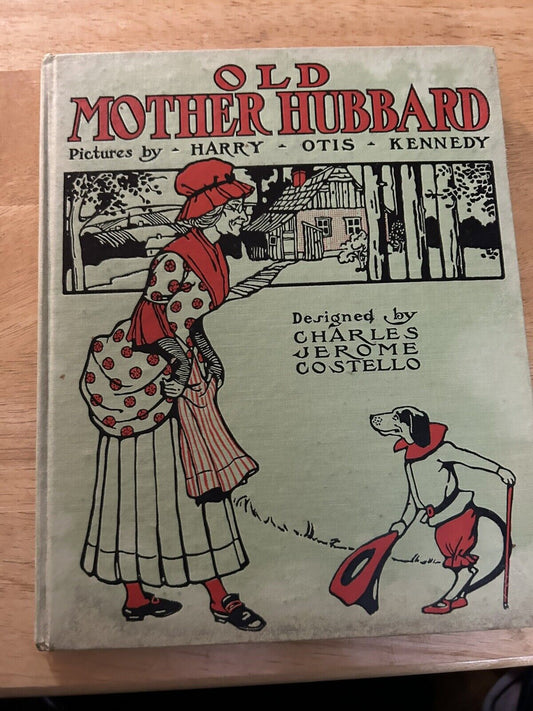 OLD
MOTHER HUBBARD
Pictures by - HARRY - OTIS - KENNEDY
Designed by
CHARLES
JEROME
COSTELLO